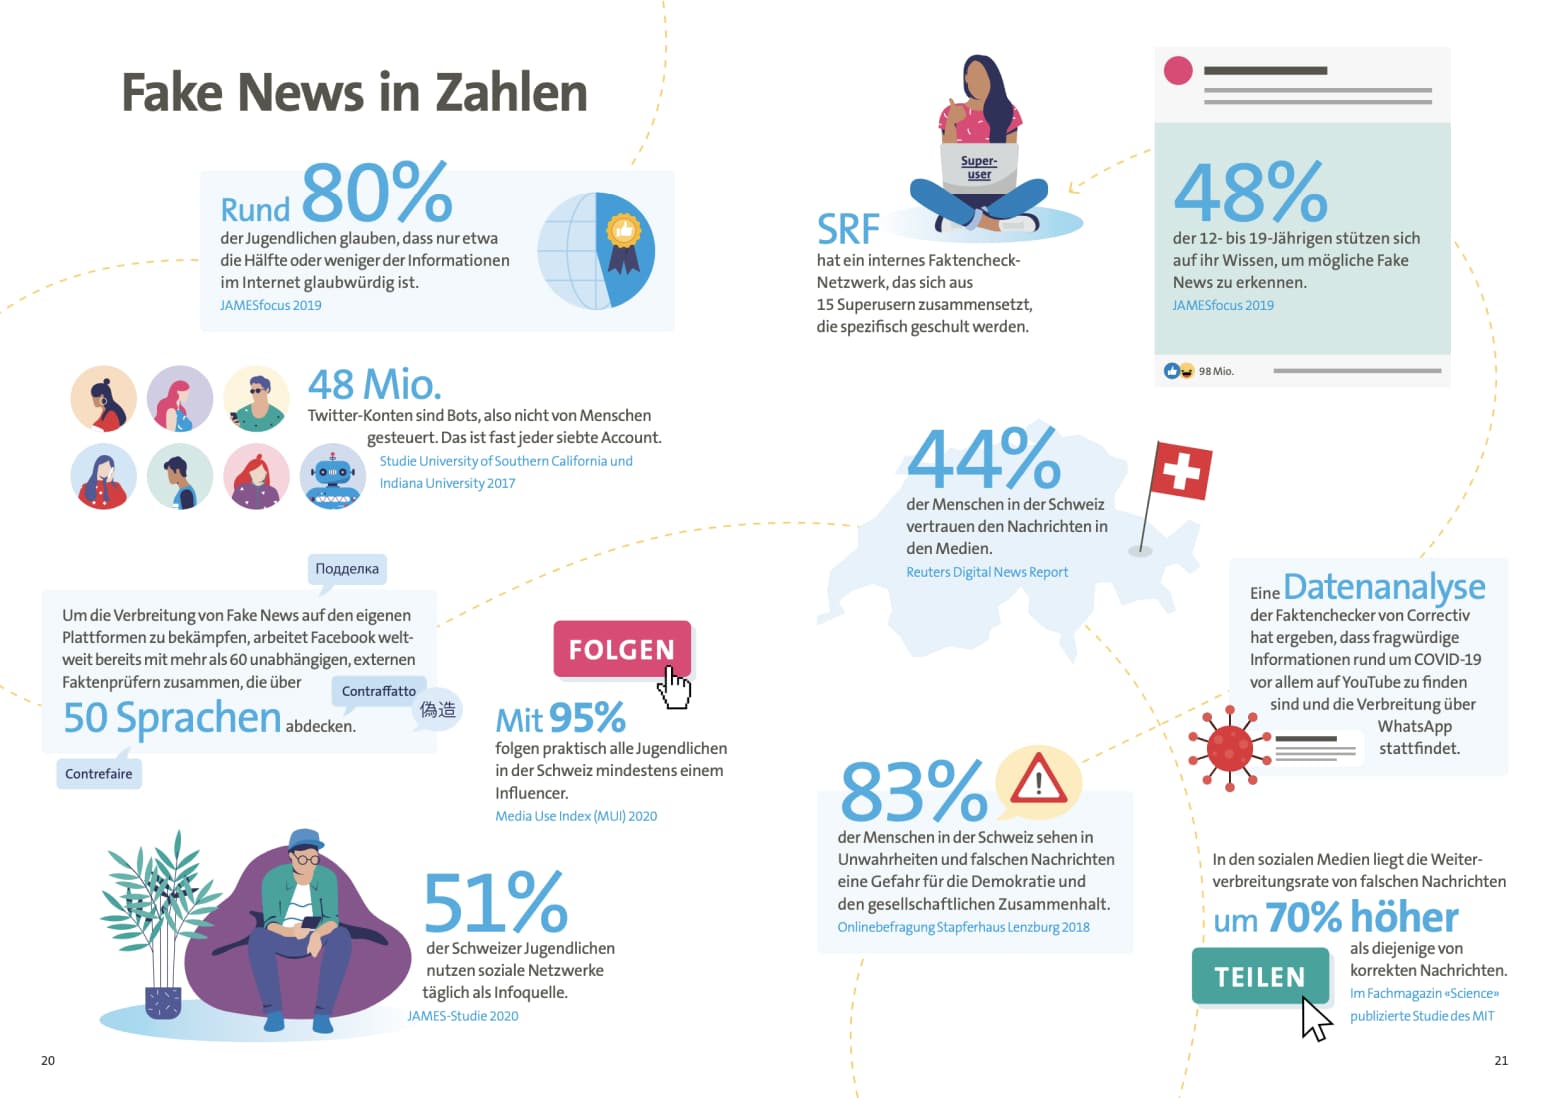 Fake News in Zahlen
Rund 80%
der Jugendlichen glauben, dass nur etwa
die Hälfte oder weniger der Informationen
im Internet glaubwürdig ist.
JAMESfocus 2019
48 Mio.
Twitter-Konten sind Bots, also nicht von Menschen
gesteuert. Das ist fast jeder siebte Account.
Studie University of Southern California und
Indiana University 2017
Подделка
Um die Verbreitung von Fake News auf den eigenen
Plattformen zu bekämpfen, arbeitet Facebook welt-
weit bereits mit mehr als 60 unabhängigen, externen
Faktenprüfern zusammen, die über
50 Sprachen abdecken.
Contraffatto
偽造
Contrefaire
FOLGEN
Mit 95%
folgen praktisch alle Jugendlichen
in der Schweiz mindestens einem
Influencer.
Media Use Index (MUI) 2020
51%
der Schweizer Jugendlichen
nutzen soziale Netzwerke
täglich als Infoquelle.
JAMES-Studie 2020
20
Super-
user
SRF
hat ein internes Faktencheck-
Netzwerk, das sich aus
15 Superusern zusammensetzt,
die spezifisch geschult werden.
48%
der 12- bis 19-Jährigen stützen sich
auf ihr Wissen, um mögliche Fake
News zu erkennen.
JAMESfocus 2019
98 Mio.
44%
der Menschen in der Schweiz
vertrauen den Nachrichten in
den Medien.
Reuters Digital News Report
Eine Datenanalyse
der Faktenchecker von Correctiv
hat ergeben, dass fragwürdige
Informationen rund um COVID-19
vor allem auf YouTube zu finden
sind und die Verbreitung über
WhatsApp
stattfindet.
83%
!
der Menschen in der Schweiz sehen in
Unwahrheiten und falschen Nachrichten
eine Gefahr für die Demokratie und
den gesellschaftlichen Zusammenhalt.
Onlinebefragung Stapferhaus Lenzburg 2018
In den sozialen Medien liegt die Weiter-
verbreitungsrate von falschen Nachrichten
um 70% höher
als diejenige von
korrekten Nachrichten.
TEILEN
Im Fachmagazin «Science»
publizierte Studie des MIT
21